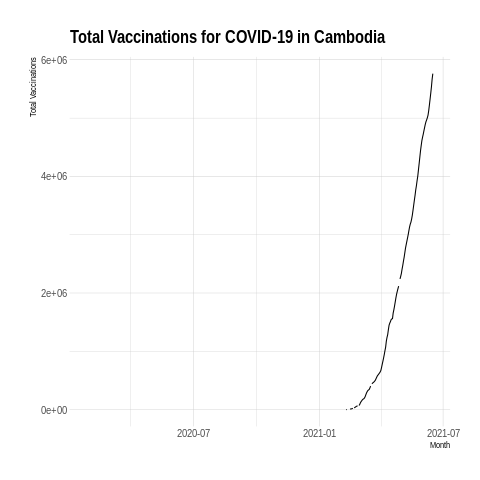 Total Vaccinations for COVID-19 in Cambodia
Total Vaccinations
6e+06
4e+06
2e+06
0e+00
2020-07
2021-01
2021-07
Month